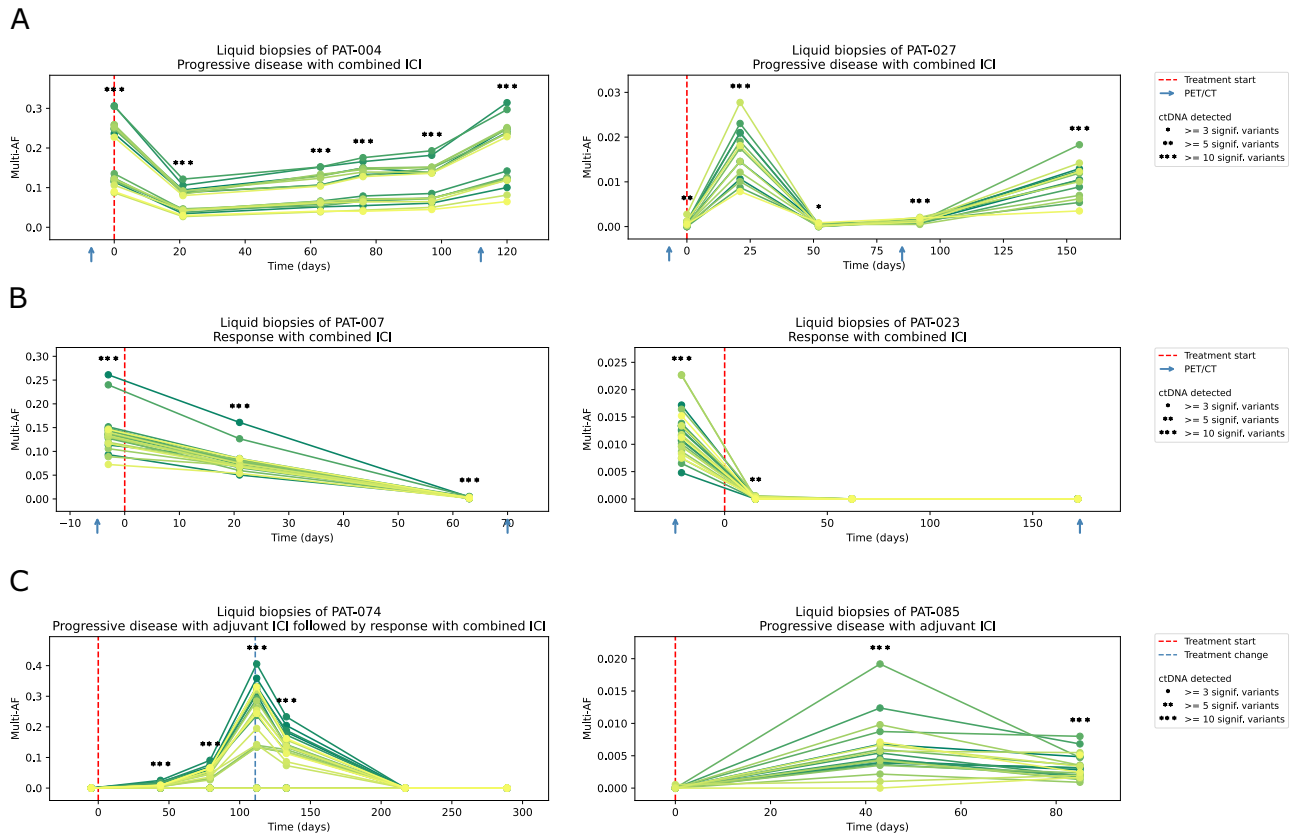 A
Liquid biopsies of PAT-004
Progressive disease with combined ICI
Multi-AF
0.3
0.2
0.1
0.0
***
***
***
***
***
***
0
20
40
60
80
100
120
Time (days)
Liquid biopsies of PAT-027
Progressive disease with combined ICI
Multi-AF
0.03
0.02
0.01
0.00
**
***
*
***
***
0
25
50
75
100
125
150
Time (days)
Treatment start
PET/CT
ctDNA detected
* >= 3 signif. variants
** >= 5 signif. variants
*** >= 10 signif. variants
B
Liquid biopsies of PAT-007
Response with combined ICI
Multi-AF
0.30
0.25
0.20
0.15
0.10
0.05
0.00
***
***
***
−10
0
10
20
30
40
50
60
70
80
Time (days)
Liquid biopsies of PAT-023
Response with combined ICI
Multi-AF
0.025
0.020
0.015
0.010
0.005
0.000
***
**
0
50
100
150
Time (days)
Treatment start
PET/CT
ctDNA detected
* >= 3 signif. variants
** >= 5 signif. variants
*** >= 10 signif. variants
C
Liquid biopsies of PAT-074
Progressive disease with adjuvant ICI followed by response with combined ICI
Multi-AF
0.4
0.3
0.2
0.1
0.0
***
***
***
***
0
50
100
150
200
250
300
Time (days)
Liquid biopsies of PAT-085
Progressive disease with adjuvant ICI
Multi-AF
0.020
0.015
0.010
0.005
0.000
***
***
0
20
40
60
80
Time (days)
Treatment start
Treatment change
ctDNA detected
* >= 3 signif. variants
** >= 5 signif. variants
*** >= 10 signif. variants